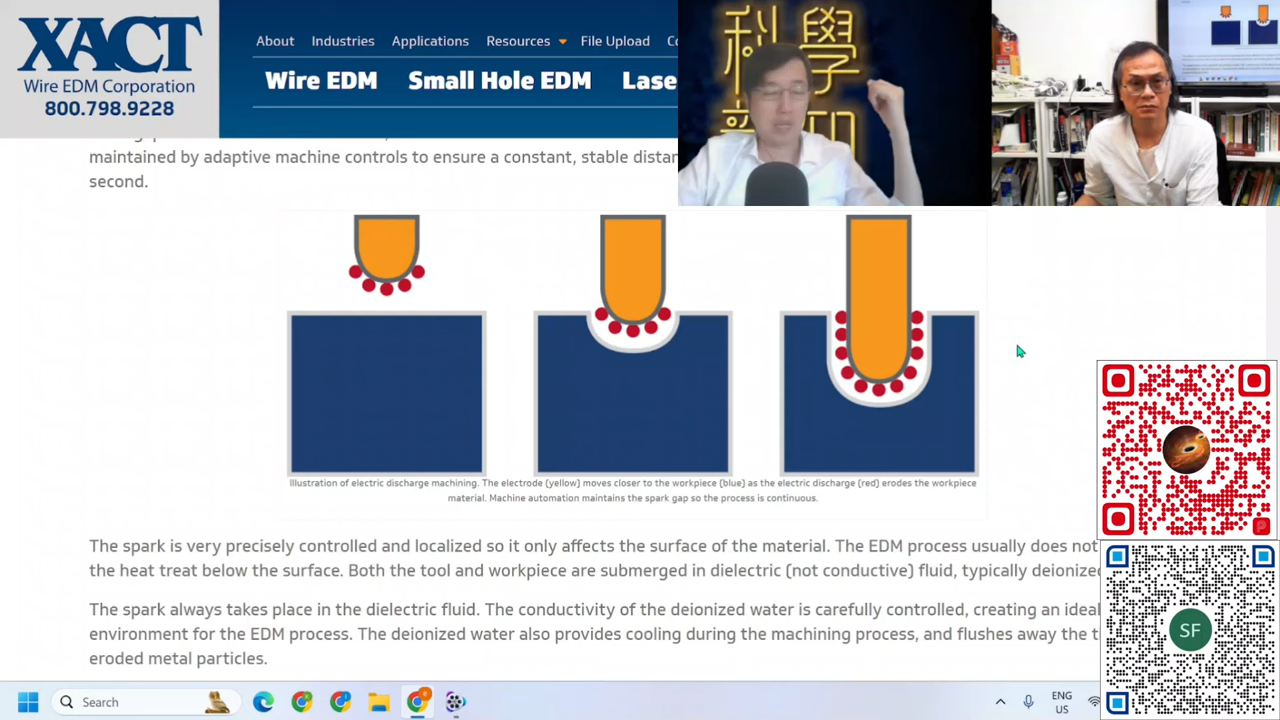 XACT
Wire EDM Corporation
800.798.9228
About Industries Applications Resources File Upload
Wire EDM Small Hole EDM
科學
maintained by adaptive machine controls to ensure a constant, stable
second.
Illustration of electric discharge machining. The electrode (yellow) moves closer to the workpiece (blue) as the electric discharge (red) erodes the workpiece
material. Machine automation maintains the spark gap so the process is continuous.
The spark is very precisely controlled and localized so it only affects the surface of the material. The EDM process usually does not
the heat treat below the surface. Both the tool and workpiece are submerged in dielectric (not conductive) fluid, typically
The spark always takes place in the dielectric fluid. The conductivity of the deionized water is carefully controlled, creating an ideal
environment for the EDM process. The deionized water also provides cooling during the machining process, and flushes away the
eroded metal particles.
SF
Search
ENG
US